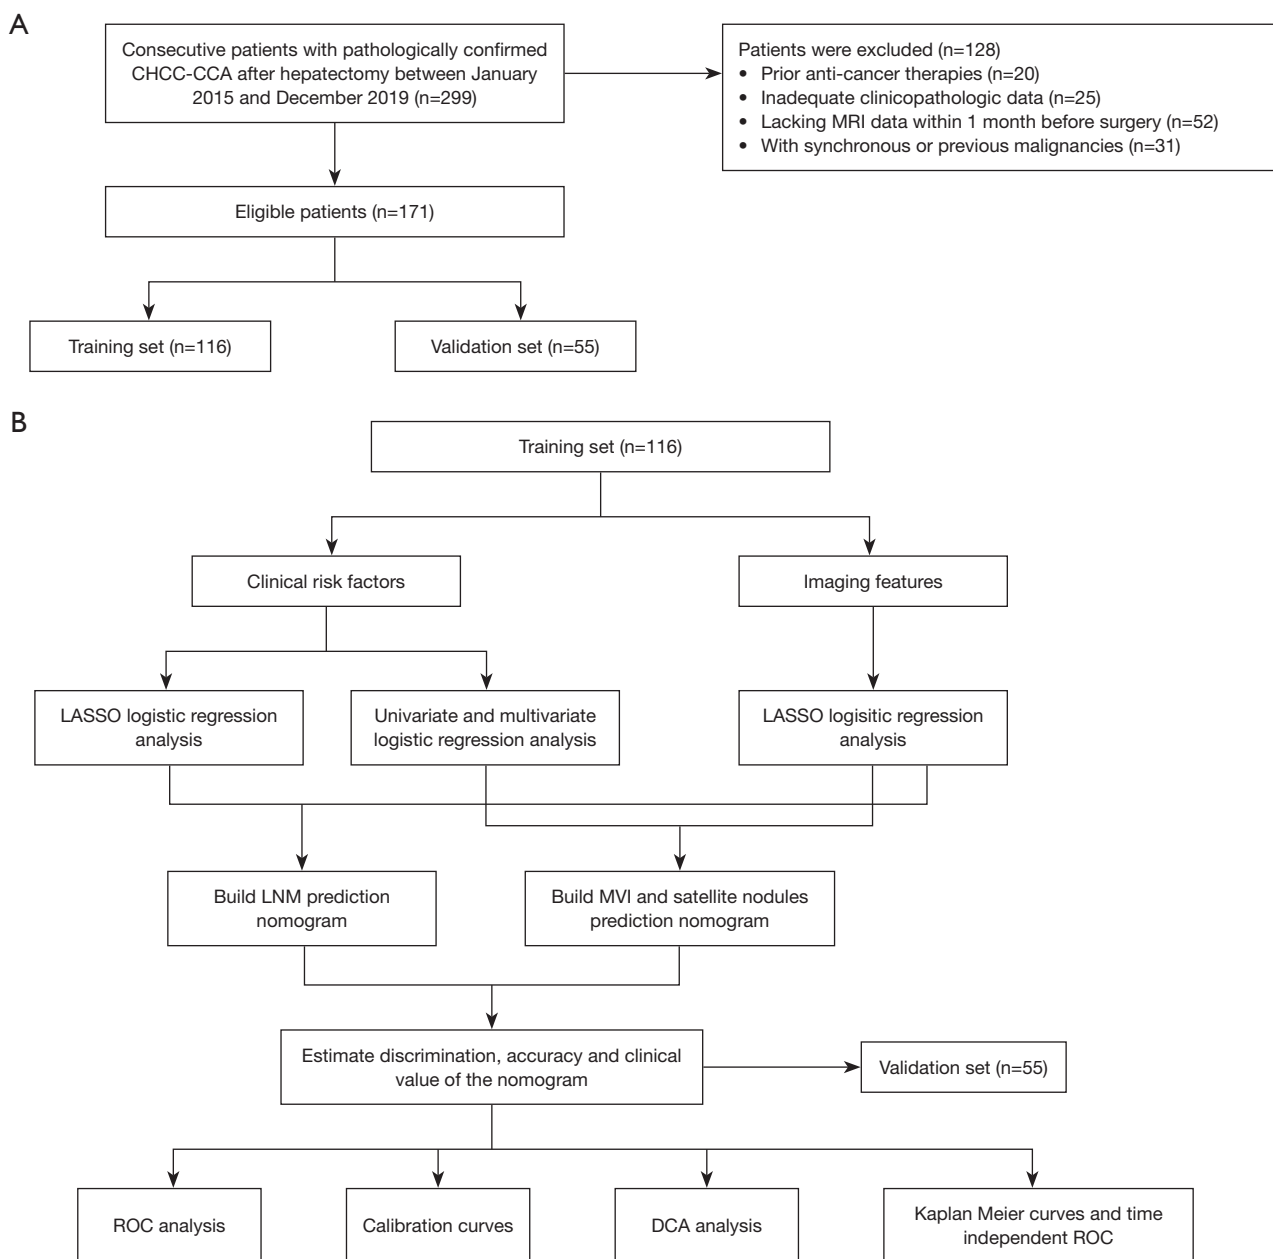 A
Consecutive patients with pathologically confirmed
CHCC-CCA after hepatectomy between January
2015 and December 2019 (n=299)
Patients were excluded (n=128)
• Prior anti-cancer therapies (n=20)
• Inadequate clinicopathologic data (n=25)
• Lacking MRI data within 1 month before surgery (n=52)
• With synchronous or previous malignancies (n=31)
Eligible patients (n=171)
Training set (n=116)
Validation set (n=55)
B
Training set (n=116)
Clinical risk factors
Imaging features
LASSO logistic regression
analysis
Univariate and multivariate
logistic regression analysis
LASSO logisitic regression
analysis
Build LNM prediction
nomogram
Build MVI and satellite nodules
prediction nomogram
Estimate discrimination, accuracy and clinical
value of the nomogram
Validation set (n=55)
ROC analysis
Calibration curves
DCA analysis
Kaplan Meier curves and time
independent ROC